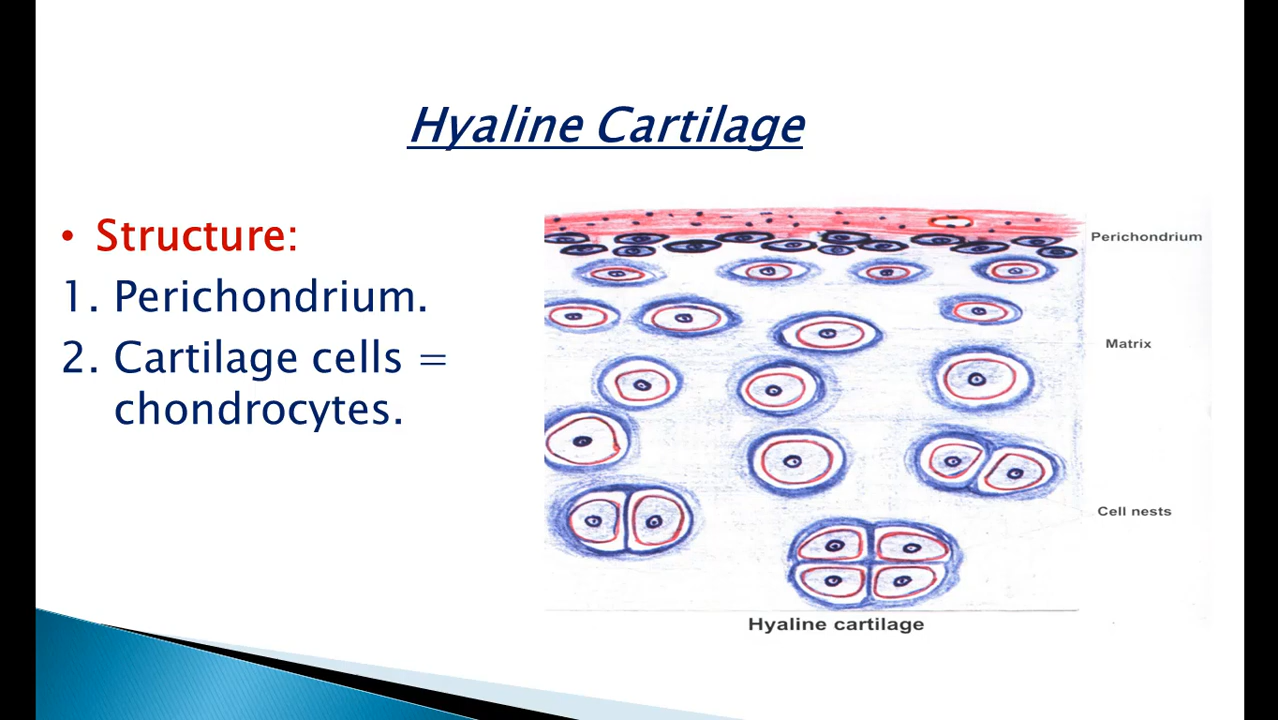 Hyaline Cartilage
• Structure:
1. Perichondrium.
2. Cartilage cells =
chondrocytes.
Perichondrium
Matrix
Cell nests
Hyaline cartilage